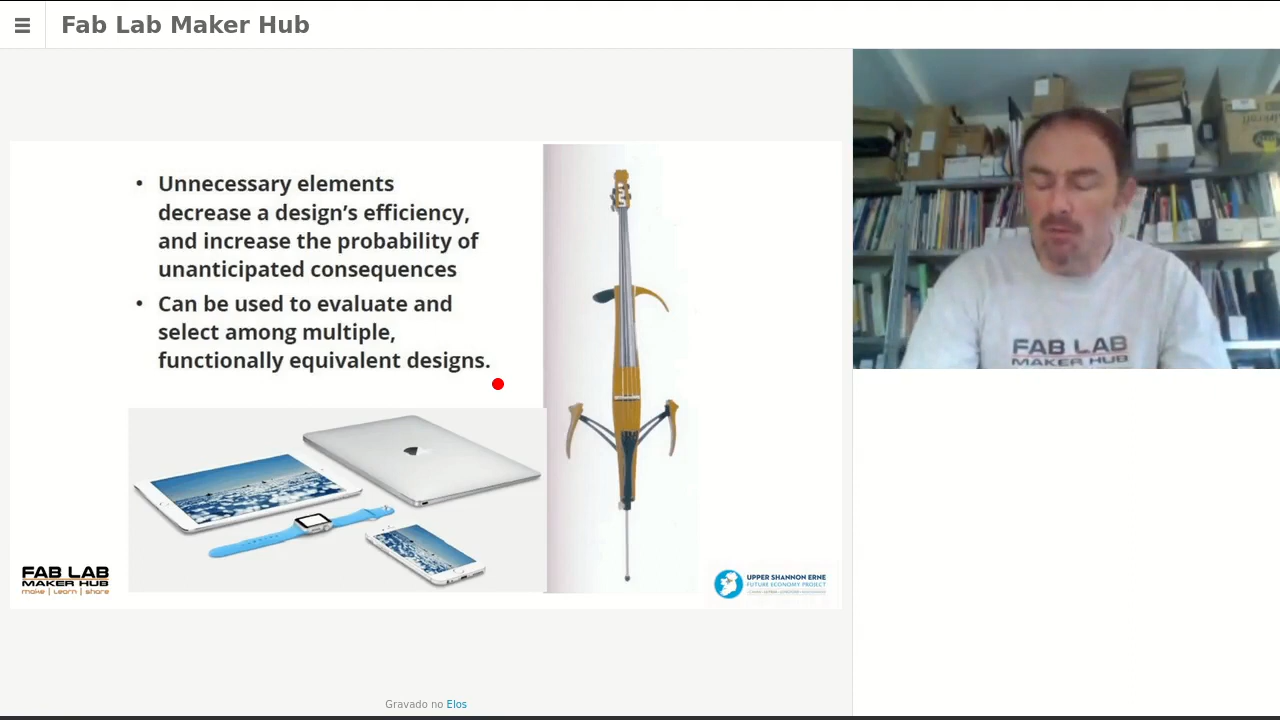 Fab Lab Maker Hub
• Unnecessary elements
decrease a design's efficiency,
and increase the probability of
unanticipated consequences
• Can be used to evaluate and
select among multiple,
functionally equivalent designs.
FAB LAB
MAKER HUB
make | learn | share
UPPER SHANNON ERNE
FUTURE ECONOMY PROJECT
FAB LAB
MAKER HUB
Gravado no Elos